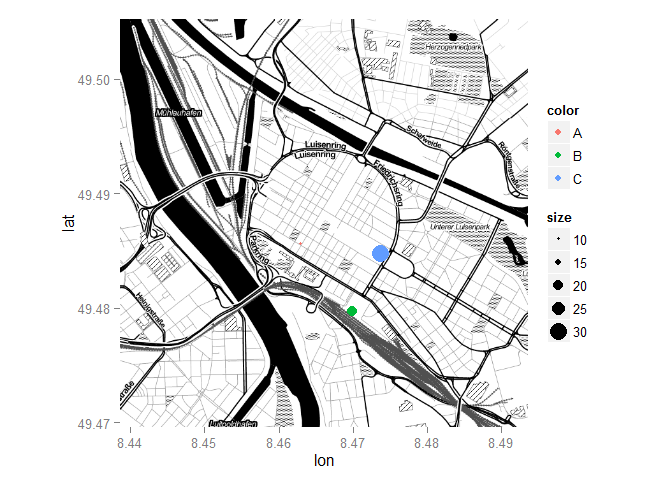 49.50
49.49
49.48
49.47
lat
8.44
8.45
8.46
8.47
8.48
8.49
lon
Herzogenriedpark
Mühlauhafen
Luisenring
Luisenring
Schafweide
Friedrichsring
Röntgenstraße
Unterer Luisenpark
Parkring
Heinigstraße
straße
Luitpoldhafen
color
A
B
C
size
10
15
20
25
30